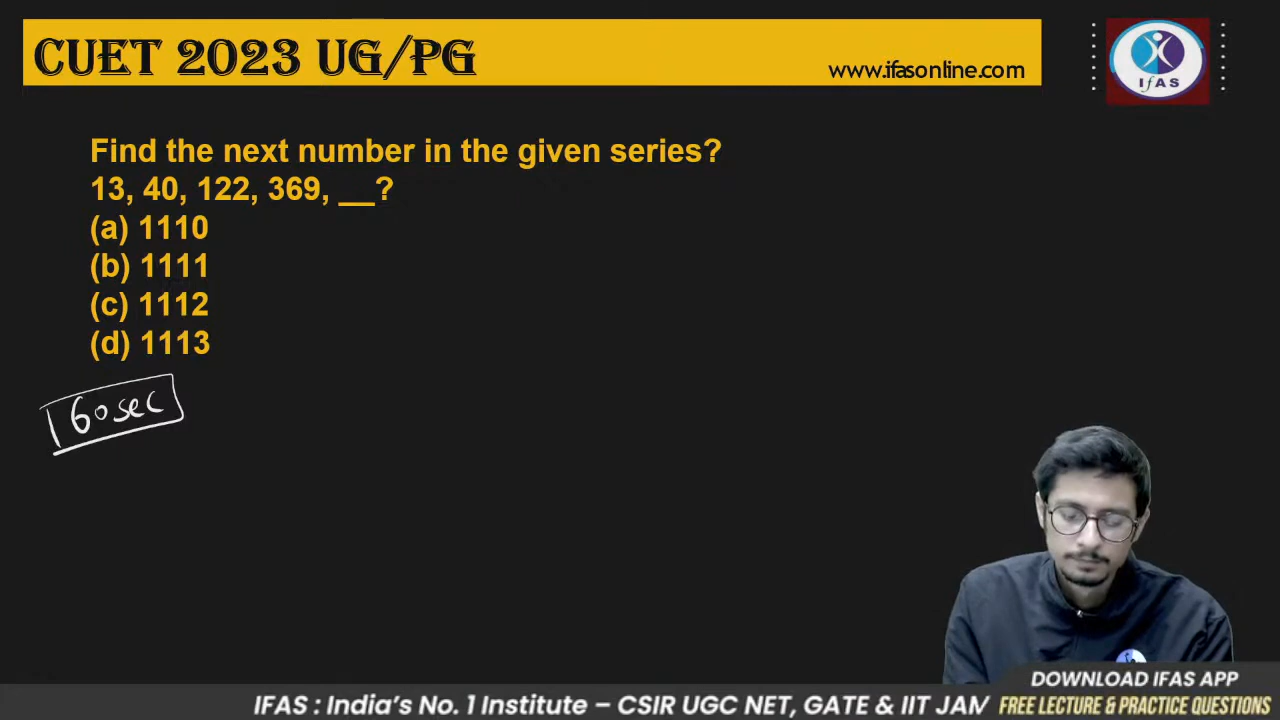 CUET 2023 UG/PG
www.ifasonline.com
IfAS
Find the next number in the given series?
13, 40, 122, 369, __?
(a) 1110
(b) 1111
(c) 1112
(d) 1113
60 sec
DOWNLOAD IFAS APP
IFAS : India's No. 1 Institute – CSIR UGC NET, GATE & IIT JAM
FREE LECTURE & PRACTICE QUESTIONS